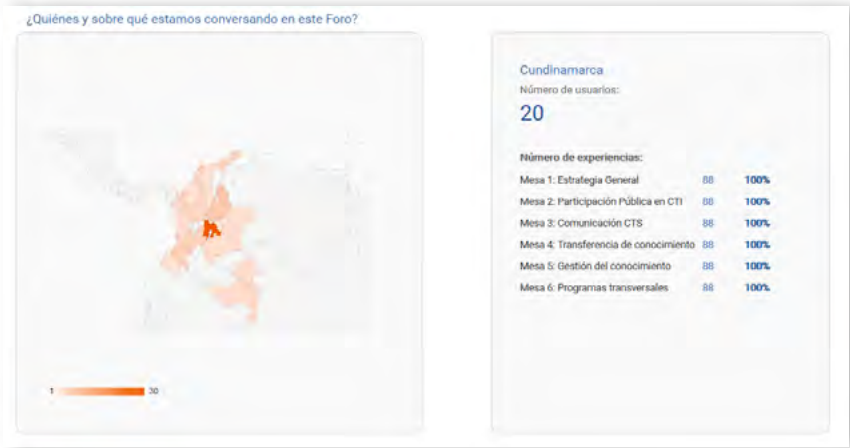 ¿Quiénes y sobre qué estamos conversando en este Foro?
Cundinamarca
Número de usuarios:
20
Número de experiencias:
Mesa 1: Estrategia General 88 100%
Mesa 2: Participación Pública en CTI 88 100%
Mesa 3: Comunicación CTS 88 100%
Mesa 4: Transferencia de conocimiento 88 100%
Mesa 5: Gestión del conocimiento 88 100%
Mesa 6: Programas transversales 88 100%
1 30